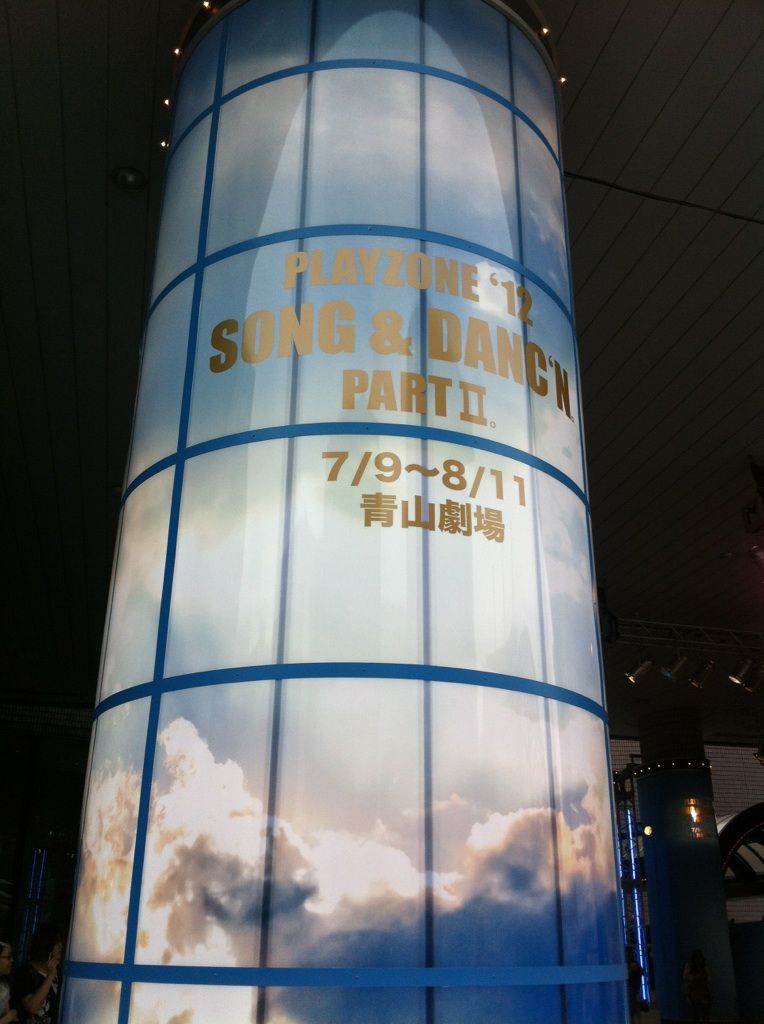 PLAYZONE '12
SONG & DANC'N.
PART II。
7/9～8/11
青山劇場